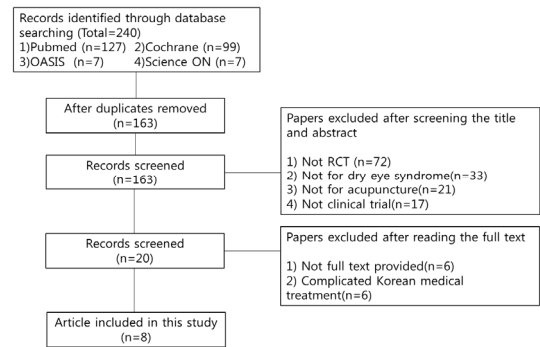 Records identified through database
searching (Total=240)
1)Pubmed (n=127) 2)Cochrane (n=99)
3)OASIS (n=7) 4)Science ON (n=7)
After duplicates removed
(n=163)
Records screened
(n=163)
Papers excluded after screening the title
and abstract
1) Not RCT (n=72)
2) Not for dry eye syndrome(n=33)
3) Not for acupuncture(n=21)
4) Not clinical trial(n=17)
Records screened
(n=20)
Papers excluded after reading the full text
1) Not full text provided(n=6)
2) Complicated Korean medical
treatment(n=6)
Article included in this study
(n=8)